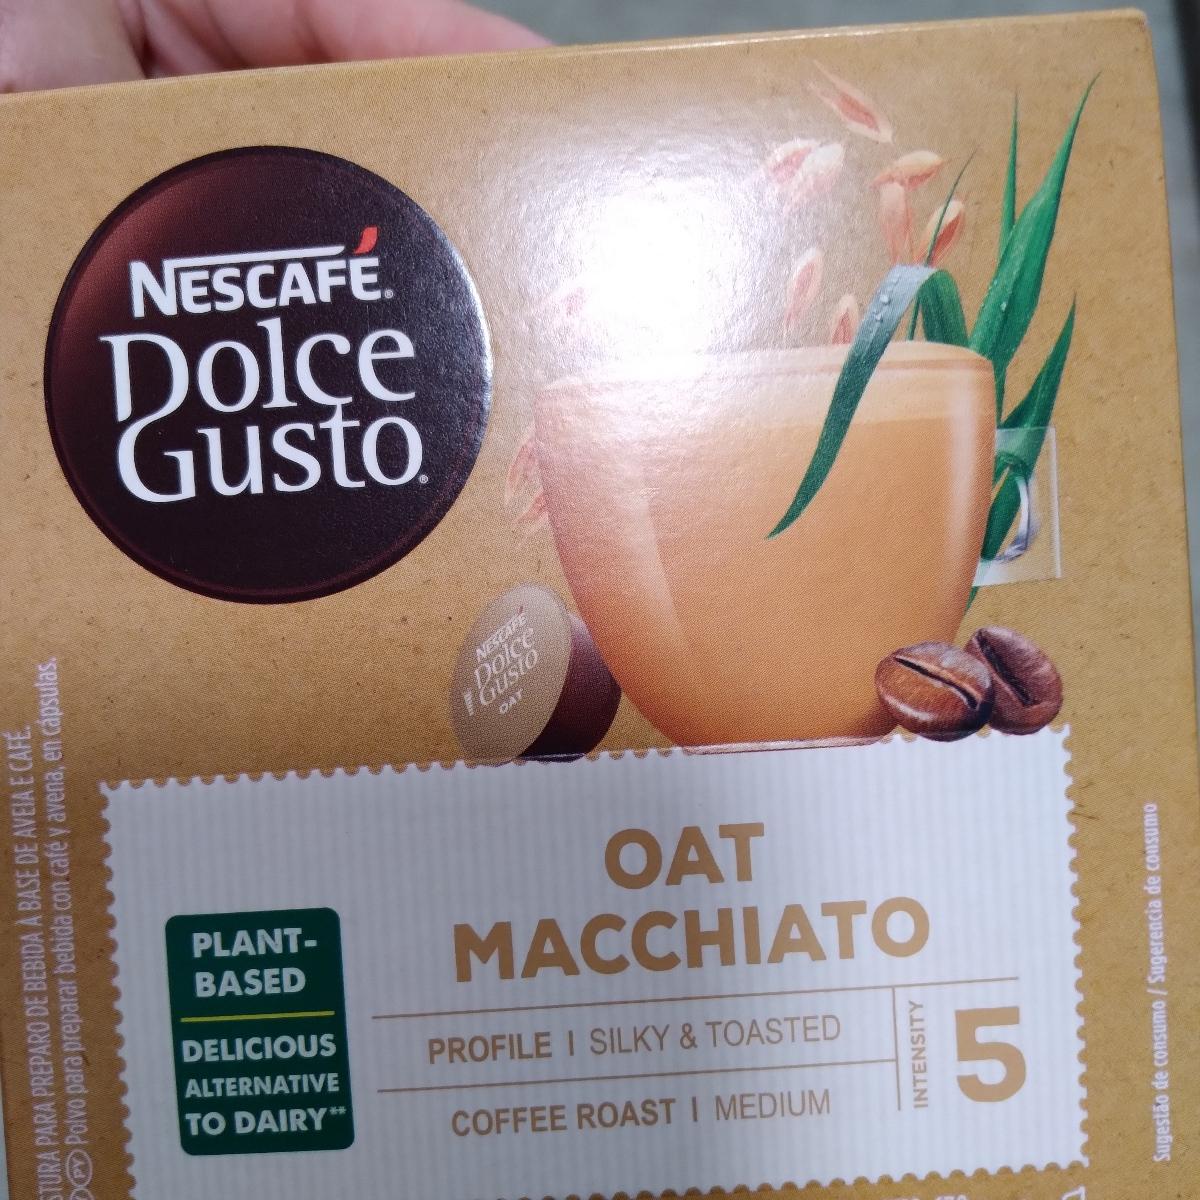 NESCAFÉ®
Dolce
Gusto®
NESCAFÉ
Dolce
Gusto
OAT
OAT
MACCHIATO
PLANT-
BASED
DELICIOUS
ALTERNATIVE
TO DAIRY**
PROFILE | SILKY & TOASTED
COFFEE ROAST | MEDIUM
INTENSITY
5
PARA PREPARO DE BEBIDA À BASE DE AVEIA E CAFÉ.
PY Polvo para preparar bebida con café y avena, en cápsulas.
Sugestão de consumo / Sugerencia de consumo